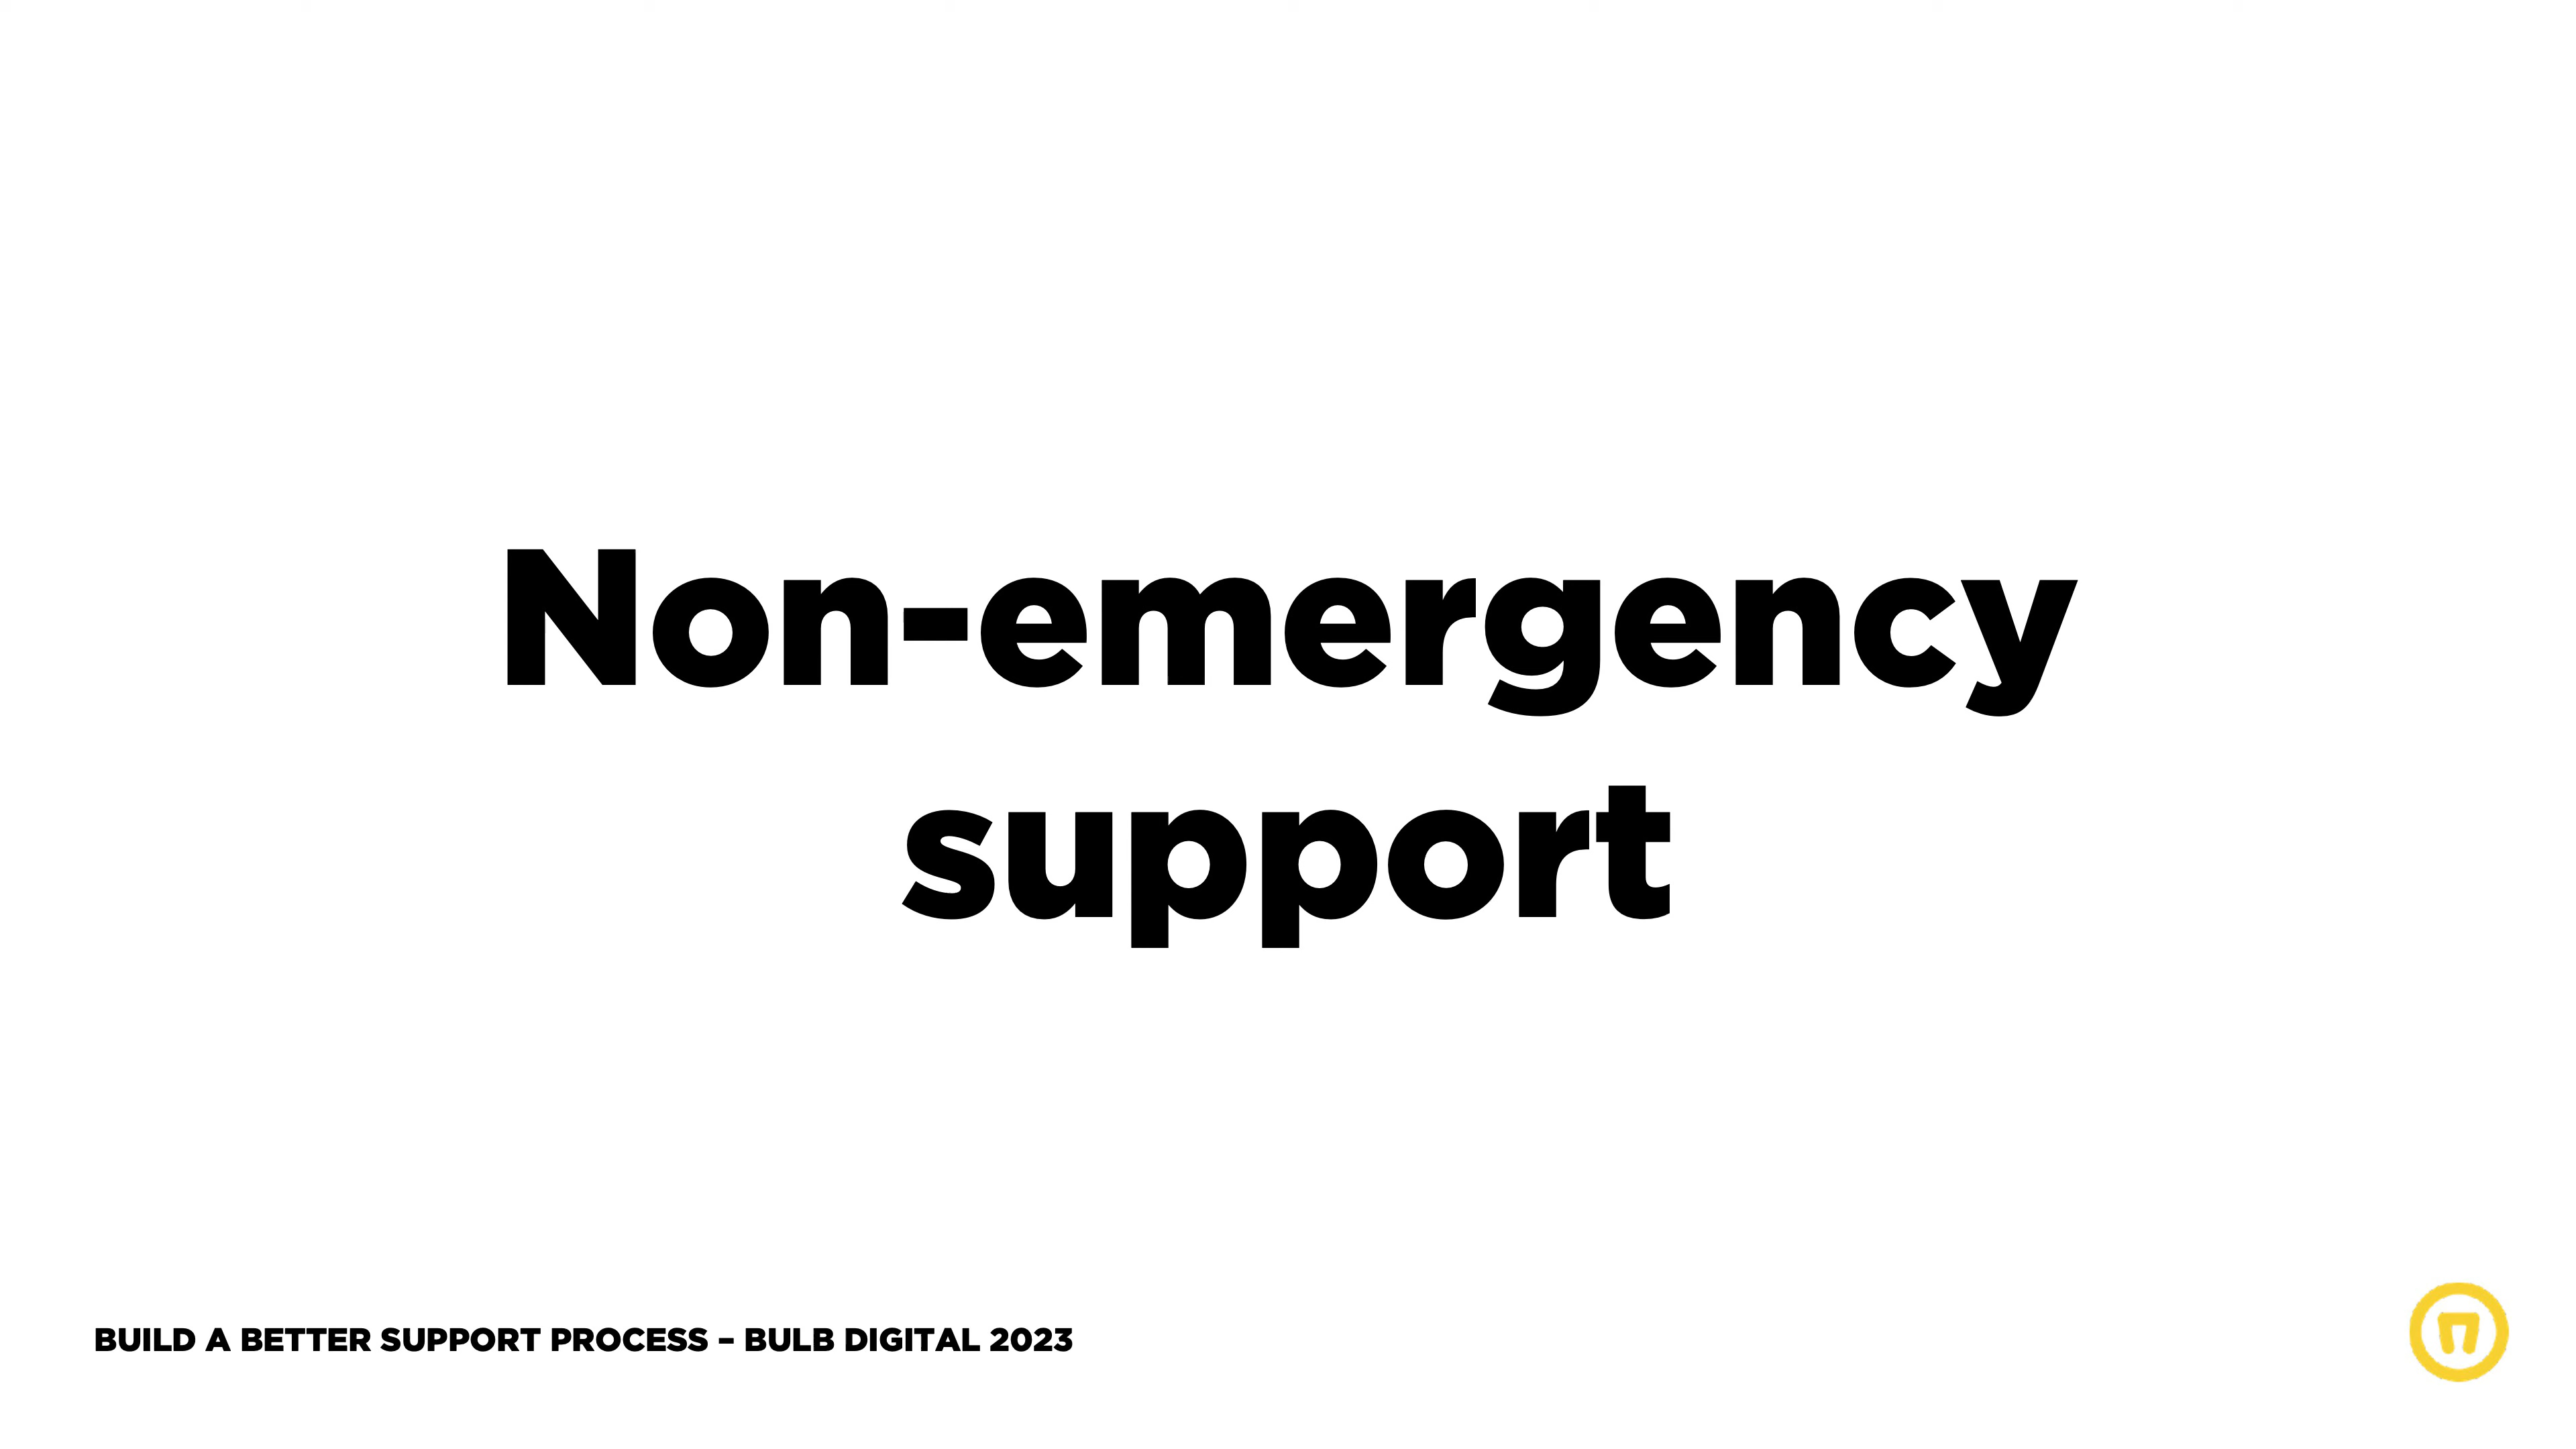 Non-emergency
support
BUILD A BETTER SUPPORT PROCESS – BULB DIGITAL 2023